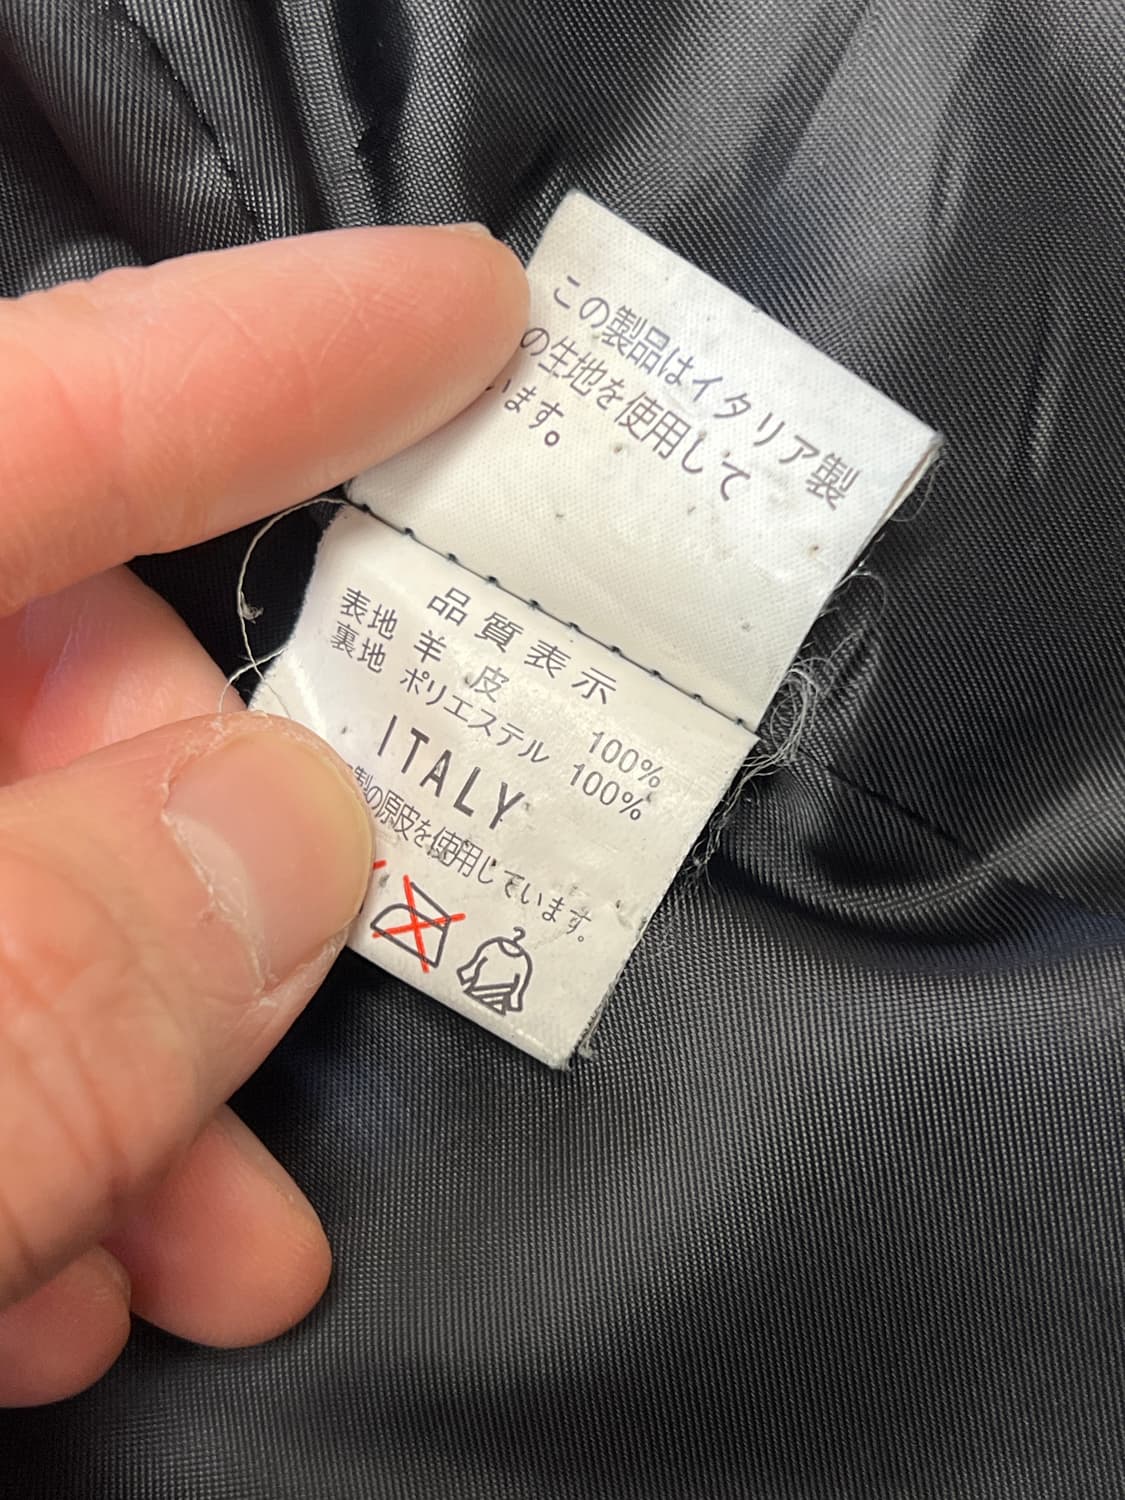 この製品はイタリア製
の生地を使用して
います。
品質表示
表地 羊 皮 100%
裏地 ポリエステル 100%
ITALY
製の原皮を使用しています。